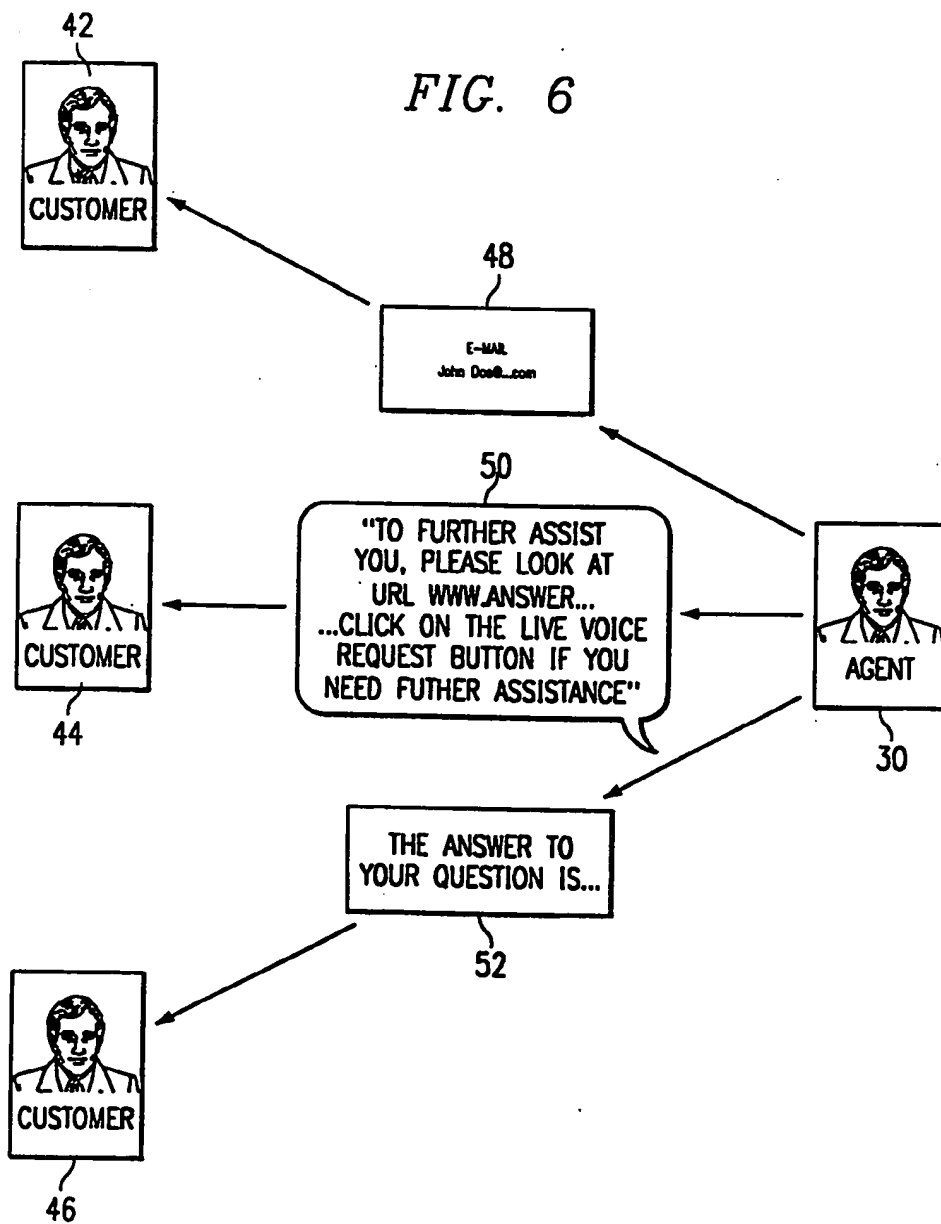 42
FIG. 6
CUSTOMER
48
E-MAIL
John Doe@...com
50
"TO FURTHER ASSIST
YOU, PLEASE LOOK AT
URL WWW.ANSWER...
...CLICK ON THE LIVE VOICE
REQUEST BUTTON IF YOU
NEED FUTHER ASSISTANCE"
CUSTOMER
44
AGENT
30
THE ANSWER TO
YOUR QUESTION IS...
52
CUSTOMER
46